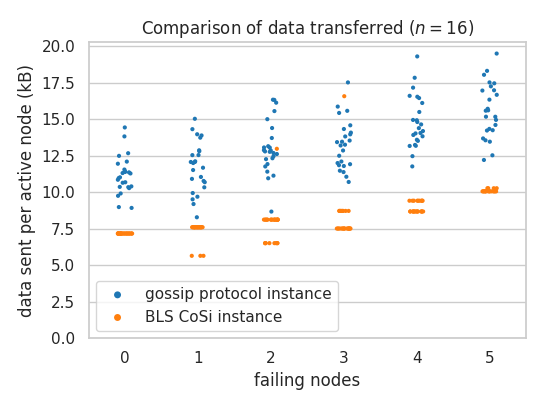 Comparison of data transferred (n = 16)
data sent per active node (kB)
20.0
17.5
15.0
12.5
10.0
7.5
5.0
2.5
0.0
gossip protocol instance
BLS CoSi instance
0 1 2 3 4 5
failing nodes